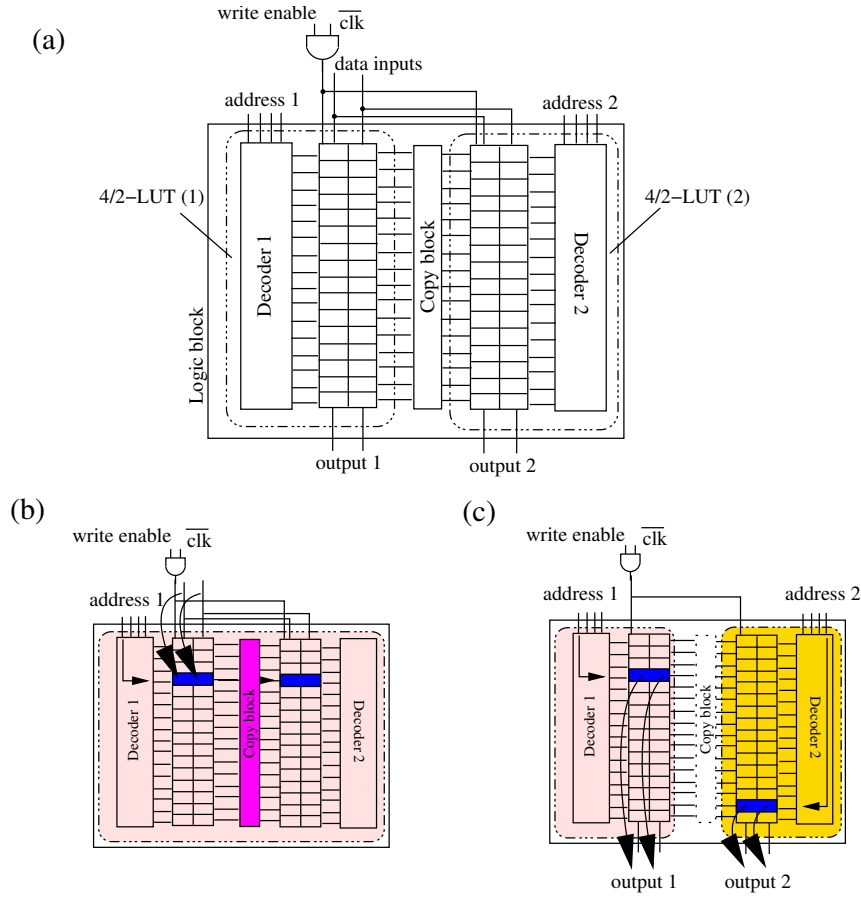 (a)
write enable
clk
data inputs
address 1
address 2
4/2−LUT (1)
4/2−LUT (2)
Decoder 1
Copy block
Decoder 2
Logic block
output 1
output 2
(b)
write enable
clk
address 1
Decoder 1
Copy block
Decoder 2
(c)
write enable
clk
address 1
address 2
Decoder 1
Copy block
Decoder 2
output 1
output 2